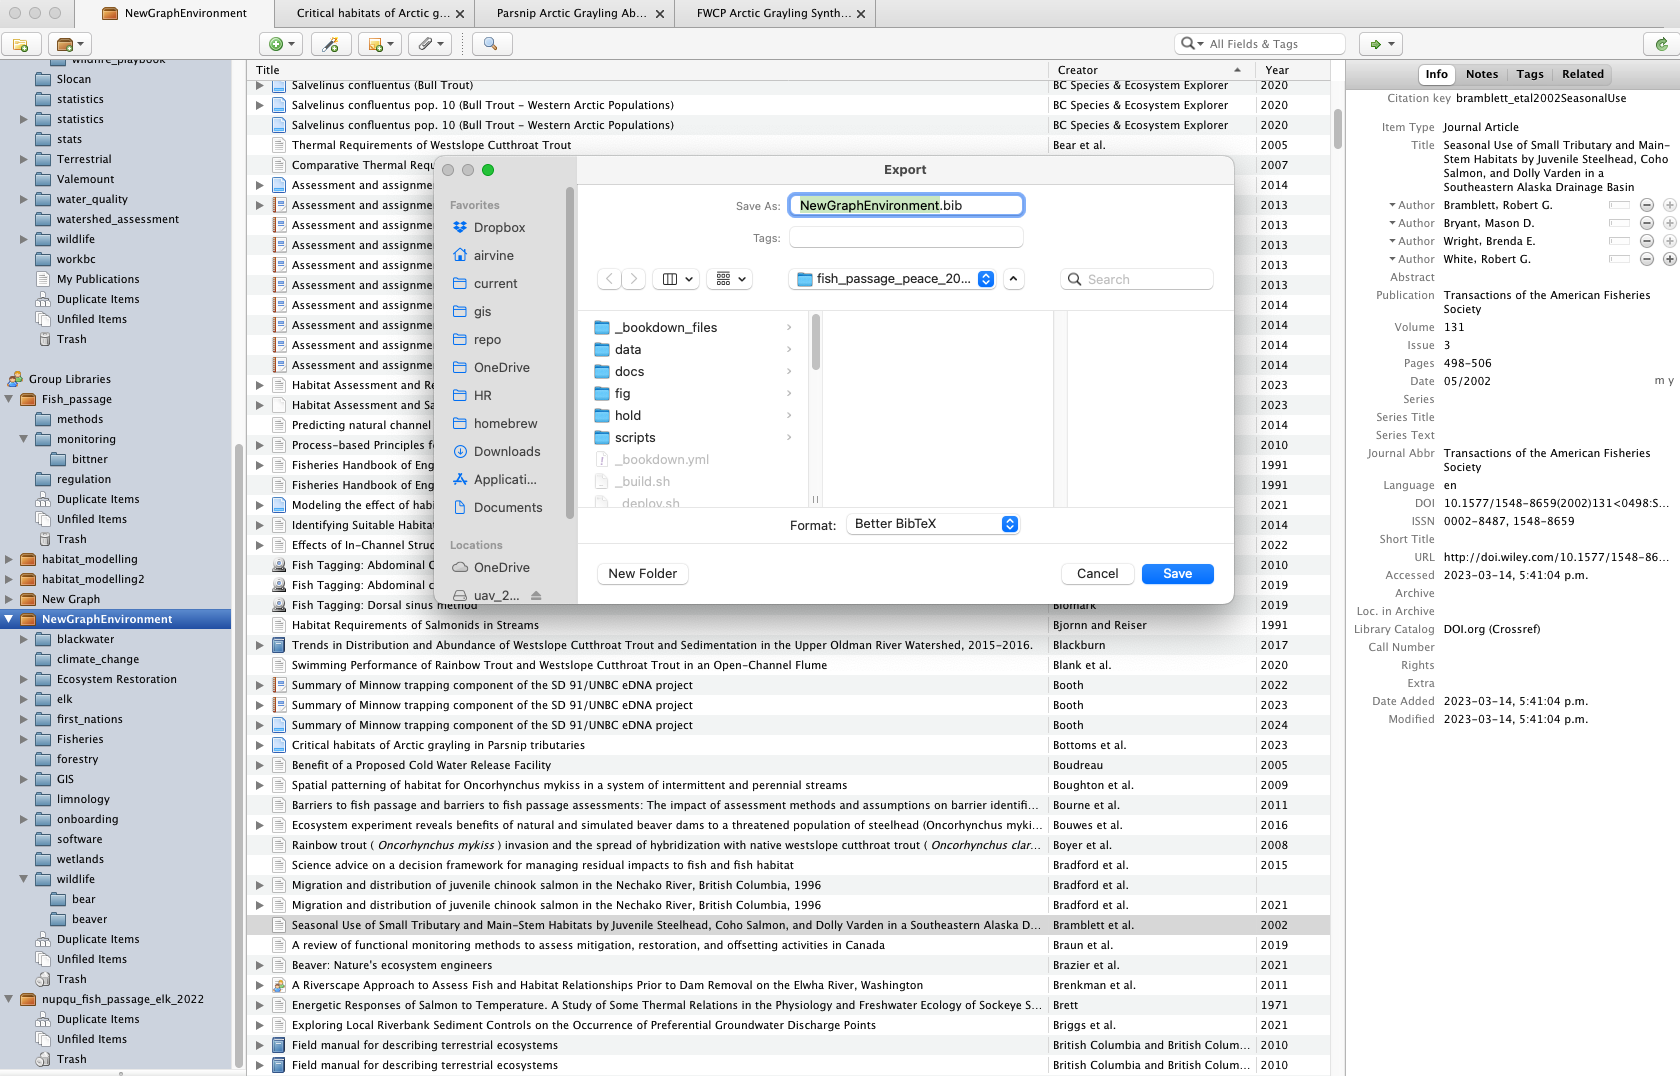 NewGraphEnvironment
Critical habitats of Arctic g...
Parsnip Arctic Grayling Ab...
FWCP Arctic Grayling Synth...
All Fields & Tags
wildfire_playbook
Slocan
statistics
statistics
stats
Terrestrial
Valemount
water_quality
watershed_assessment
wildlife
workbc
My Publications
Duplicate Items
Unfiled Items
Trash
Group Libraries
Fish_passage
methods
monitoring
bittner
regulation
Duplicate Items
Unfiled Items
Trash
habitat_modelling
habitat_modelling2
New Graph
NewGraphEnvironment
blackwater
climate_change
Ecosystem Restoration
elk
first_nations
Fisheries
forestry
GIS
limnology
onboarding
software
wetlands
wildlife
bear
beaver
Duplicate Items
Unfiled Items
Trash
nupqu_fish_passage_elk_2022
Duplicate Items
Unfiled Items
Trash
Title Creator Year
Salvelinus confluentus (Bull Trout) BC Species & Ecosystem Explorer 2020
Salvelinus confluentus pop. 10 (Bull Trout - Western Arctic Populations) BC Species & Ecosystem Explorer 2020
Salvelinus confluentus pop. 10 (Bull Trout - Western Arctic Populations) BC Species & Ecosystem Explorer 2020
Thermal Requirements of Westslope Cutthroat Trout Bear et al. 2005
Comparative Thermal Requ 2007
Assessment and assignme 2014
Assessment and assignme 2013
Assessment and assignme 2013
Assessment and assignme 2013
Assessment and assignme 2013
Assessment and assignme 2013
Assessment and assignme 2014
Assessment and assignme 2014
Assessment and assignme 2014
Assessment and assignme 2014
Habitat Assessment and Re 2023
Habitat Assessment and Sa 2023
Predicting natural channel 2014
Process-based Principles f 2010
Fisheries Handbook of Eng 1991
Fisheries Handbook of Eng 1991
Modeling the effect of habi 2021
Identifying Suitable Habita 2014
Effects of In-Channel Struc 2022
Fish Tagging: Abdominal C 2010
Fish Tagging: Abdominal c 2019
Fish Tagging: Dorsal sinus method Biomark 2019
Habitat Requirements of Salmonids in Streams Bjornn and Reiser 1991
Trends in Distribution and Abundance of Westslope Cutthroat Trout and Sedimentation in the Upper Oldman River Watershed, 2015-2016. Blackburn 2017
Swimming Performance of Rainbow Trout and Westslope Cutthroat Trout in an Open-Channel Flume Blank et al. 2020
Summary of Minnow trapping component of the SD 91/UNBC eDNA project Booth 2022
Summary of Minnow trapping component of the SD 91/UNBC eDNA project Booth 2023
Summary of Minnow trapping component of the SD 91/UNBC eDNA project Booth 2024
Critical habitats of Arctic grayling in Parsnip tributaries Bottoms et al. 2023
Benefit of a Proposed Cold Water Release Facility Boudreau 2005
Spatial patterning of habitat for Oncorhynchus mykiss in a system of intermittent and perennial streams Boughton et al. 2009
Barriers to fish passage and barriers to fish passage assessments: The impact of assessment methods and assumptions on barrier identifi... Bourne et al. 2011
Ecosystem experiment reveals benefits of natural and simulated beaver dams to a threatened population of steelhead (Oncorhynchus myki... Bouwes et al. 2016
Rainbow trout ( Oncorhynchus mykiss ) invasion and the spread of hybridization with native westslope cutthroat trout ( Oncorhynchus clar... Boyer et al. 2008
Science advice on a decision framework for managing residual impacts to fish and fish habitat Bradford et al. 2015
Migration and distribution of juvenile chinook salmon in the Nechako River, British Columbia, 1996 Bradford et al.
Migration and distribution of juvenile chinook salmon in the Nechako River, British Columbia, 1996 Bradford et al. 2021
Seasonal Use of Small Tributary and Main-Stem Habitats by Juvenile Steelhead, Coho Salmon, and Dolly Varden in a Southeastern Alaska D... Bramblett et al. 2002
A review of functional monitoring methods to assess mitigation, restoration, and offsetting activities in Canada Braun et al. 2019
Beaver: Nature's ecosystem engineers Brazier et al. 2021
A Riverscape Approach to Assess Fish and Habitat Relationships Prior to Dam Removal on the Elwha River, Washington Brenkman et al. 2011
Energetic Responses of Salmon to Temperature. A Study of Some Thermal Relations in the Physiology and Freshwater Ecology of Sockeye S... Brett 1971
Exploring Local Riverbank Sediment Controls on the Occurrence of Preferential Groundwater Discharge Points Briggs et al. 2021
Field manual for describing terrestrial ecosystems British Columbia and British Colum... 2010
Field manual for describing terrestrial ecosystems British Columbia and British Colum... 2010
Export
Favorites
Dropbox
airvine
current
gis
repo
OneDrive
HR
homebrew
Downloads
Applicati...
Documents
Locations
OneDrive
uav_2...
Save As: NewGraphEnvironment.bib
Tags:
fish_passage_peace_20...
Search
_bookdown_files
data
docs
fig
hold
scripts
_bookdown.yml
_build.sh
_deploy.sh
Format: Better BibTeX
New Folder Cancel Save
Info Notes Tags Related
Citation key bramblett_etal2002SeasonalUse
Item Type Journal Article
Title Seasonal Use of Small Tributary and Main-
Stem Habitats by Juvenile Steelhead, Coho
Salmon, and Dolly Varden in a
Southeastern Alaska Drainage Basin
Author Bramblett, Robert G.
Author Bryant, Mason D.
Author Wright, Brenda E.
Author White, Robert G.
Abstract
Publication Transactions of the American Fisheries
Society
Volume 131
Issue 3
Pages 498-506
Date 05/2002 m y
Series
Series Title
Series Text
Journal Abbr Transactions of the American Fisheries
Society
Language en
DOI 10.1577/1548-8659(2002)131<0498:S...
ISSN 0002-8487, 1548-8659
Short Title
URL http://doi.wiley.com/10.1577/1548-86...
Accessed 2023-03-14, 5:41:04 p.m.
Archive
Loc. in Archive
Library Catalog DOI.org (Crossref)
Call Number
Rights
Extra
Date Added 2023-03-14, 5:41:04 p.m.
Modified 2023-03-14, 5:41:04 p.m.